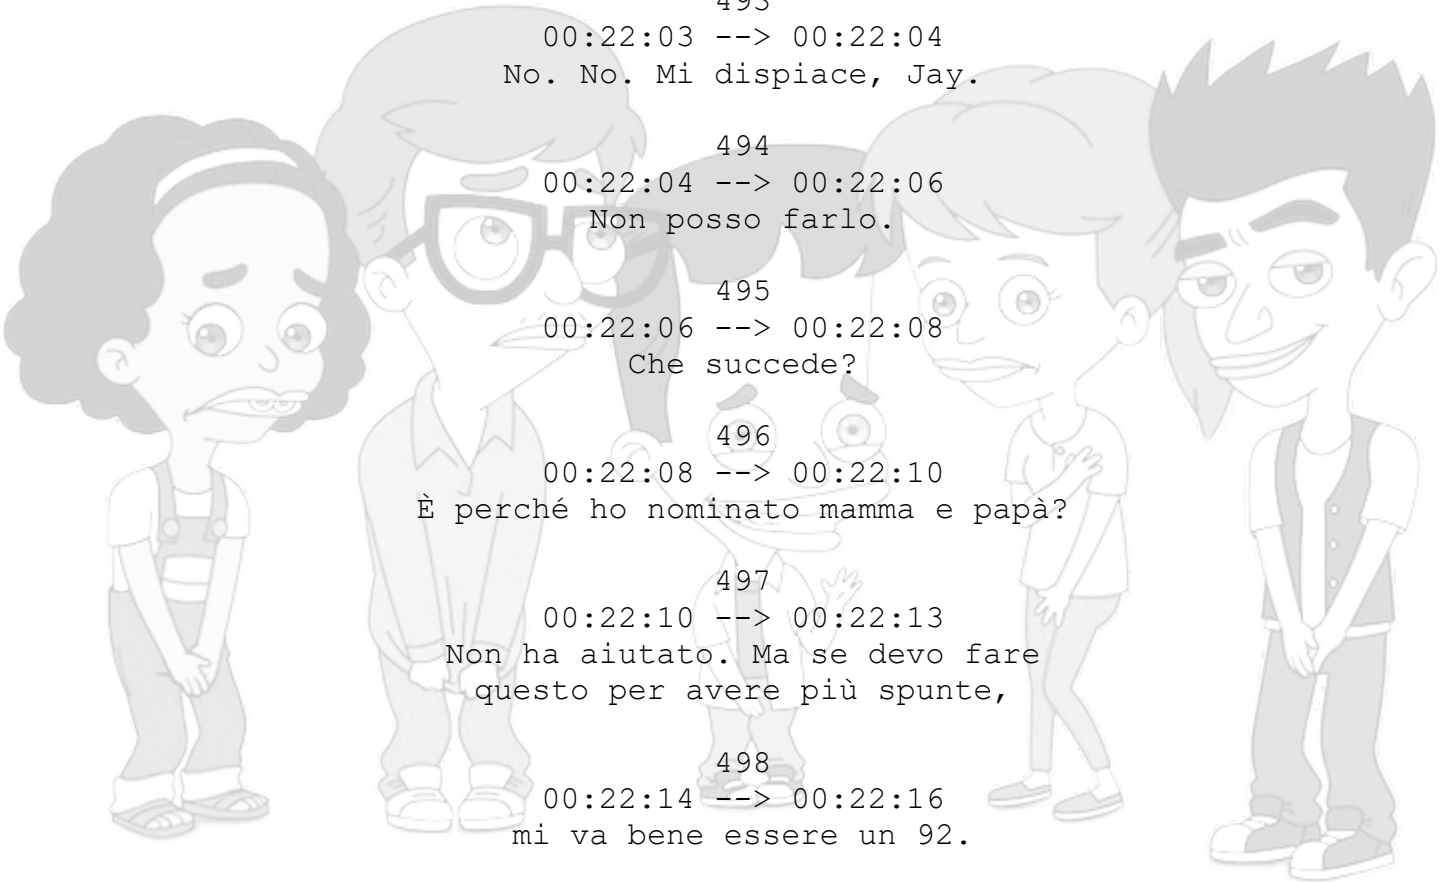 493
00:22:03 --> 00:22:04
No. No. Mi dispiace, Jay.
494
00:22:04 --> 00:22:06
Non posso farlo.
495
00:22:06 --> 00:22:08
Che succede?
496
00:22:08 --> 00:22:10
È perché ho nominato mamma e papà?
497
00:22:10 --> 00:22:13
Non ha aiutato. Ma se devo fare
questo per avere più spunte,
498
00:22:14 --> 00:22:16
mi va bene essere un 92.